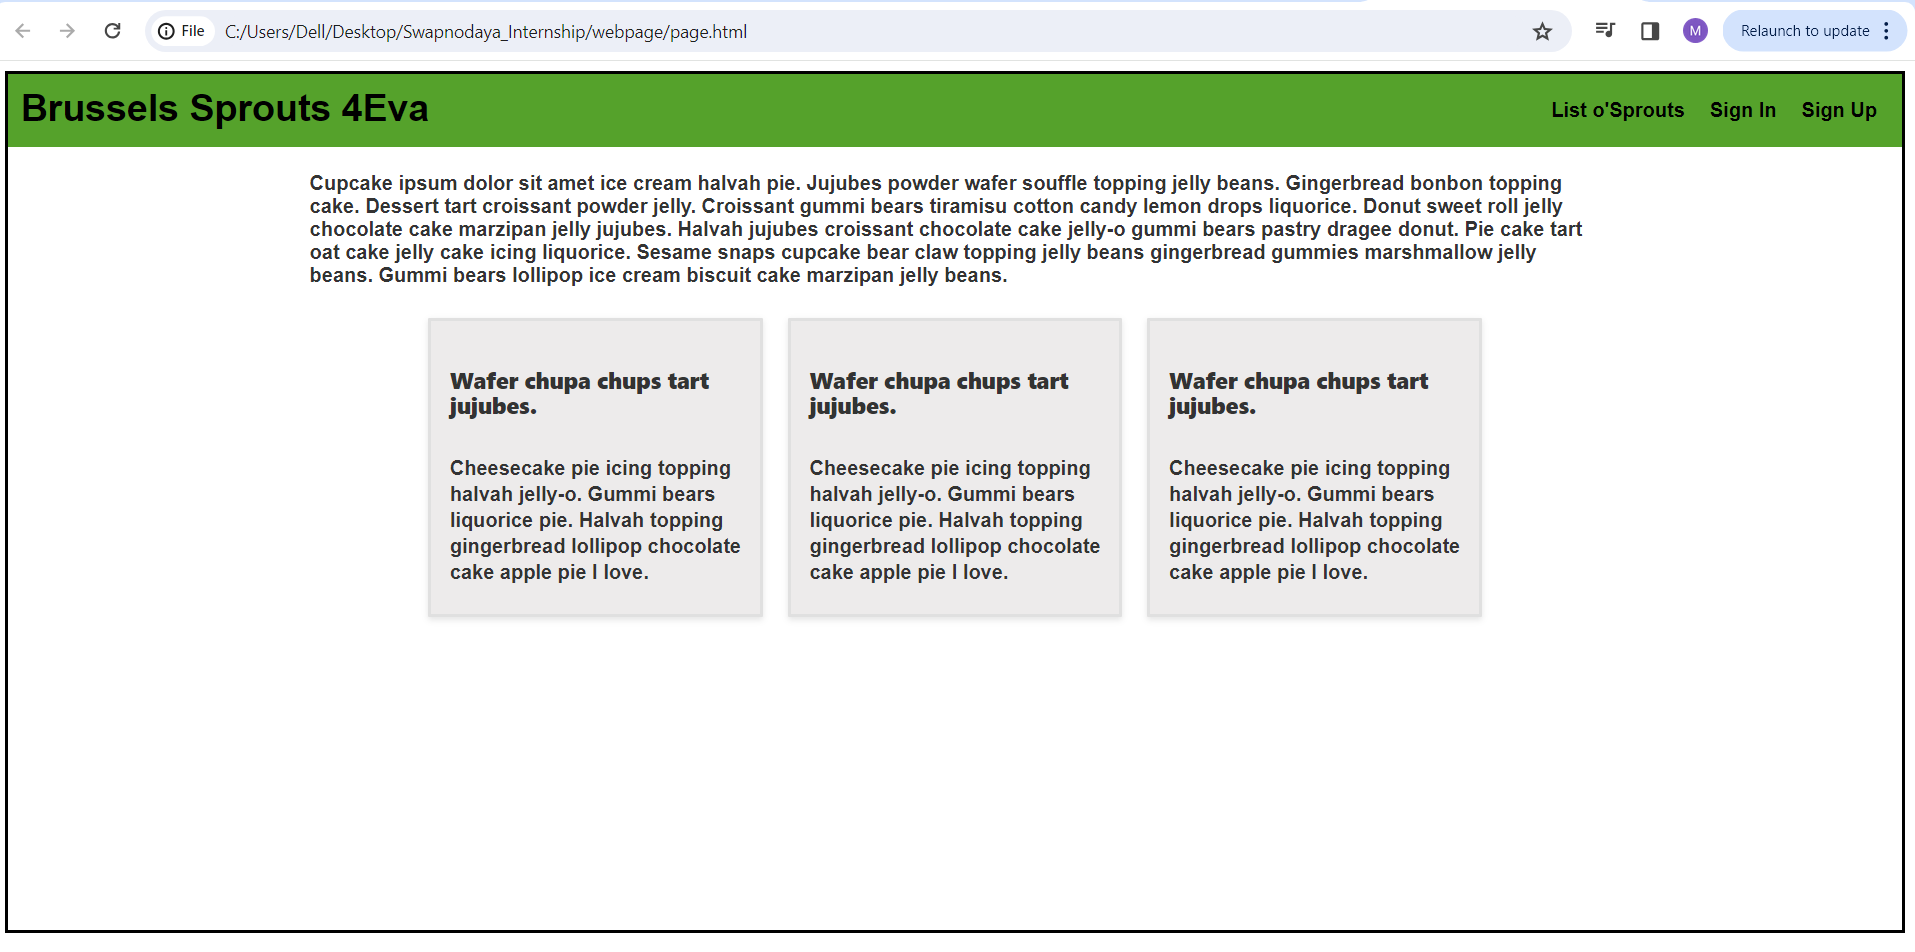 File C:/Users/Dell/Desktop/Swapnodaya_Internship/webpage/page.html M Relaunch to update
Brussels Sprouts 4Eva List o'Sprouts Sign In Sign Up
Cupcake ipsum dolor sit amet ice cream halvah pie. Jujubes powder wafer souffle topping jelly beans. Gingerbread bonbon topping
cake. Dessert tart croissant powder jelly. Croissant gummi bears tiramisu cotton candy lemon drops liquorice. Donut sweet roll jelly
chocolate cake marzipan jelly jujubes. Halvah jujubes croissant chocolate cake jelly-o gummi bears pastry dragee donut. Pie cake tart
oat cake jelly cake icing liquorice. Sesame snaps cupcake bear claw topping jelly beans gingerbread gummies marshmallow jelly
beans. Gummi bears lollipop ice cream biscuit cake marzipan jelly beans.
Wafer chupa chups tart
jujubes.
Cheesecake pie icing topping
halvah jelly-o. Gummi bears
liquorice pie. Halvah topping
gingerbread lollipop chocolate
cake apple pie I love.
Wafer chupa chups tart
jujubes.
Cheesecake pie icing topping
halvah jelly-o. Gummi bears
liquorice pie. Halvah topping
gingerbread lollipop chocolate
cake apple pie I love.
Wafer chupa chups tart
jujubes.
Cheesecake pie icing topping
halvah jelly-o. Gummi bears
liquorice pie. Halvah topping
gingerbread lollipop chocolate
cake apple pie I love.